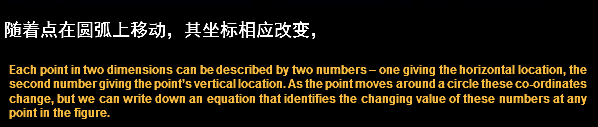 随着点在圆弧上移动，其坐标相应改变，
Each point in two dimensions can be described by two numbers – one giving the horizontal location, the
second number giving the point's vertical location. As the point moves around a circle these co-ordinates
change, but we can write down an equation that identifies the changing value of these numbers at any
point in the figure.